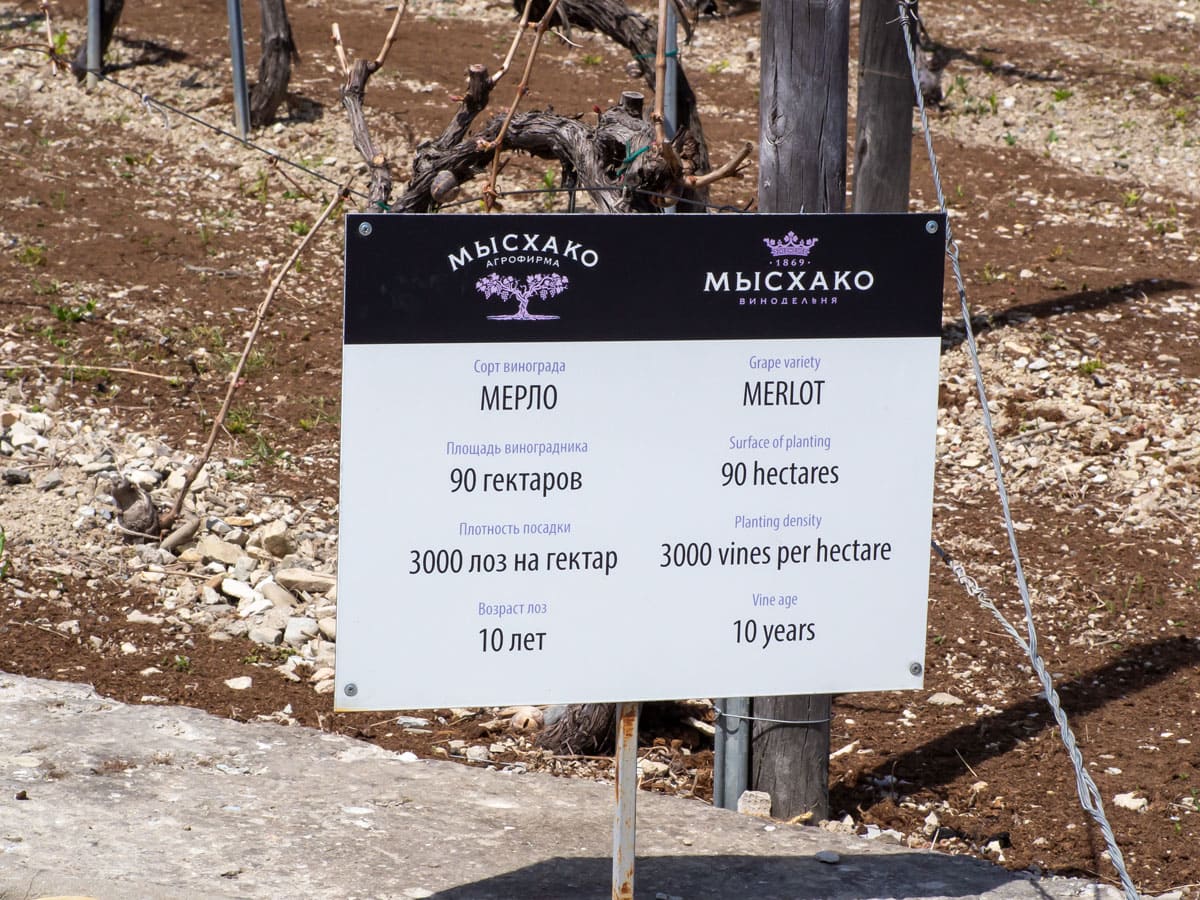 МЫСХАКО
АГРОФИРМА
1869
МЫСХАКО
ВИНОДЕЛЬНЯ
Сорт винограда
МЕРЛО
Площадь виноградника
90 гектаров
Плотность посадки
3000 лоз на гектар
Возраст лоз
10 лет
Grape variety
MERLOT
Surface of planting
90 hectares
Planting density
3000 vines per hectare
Vine age
10 years